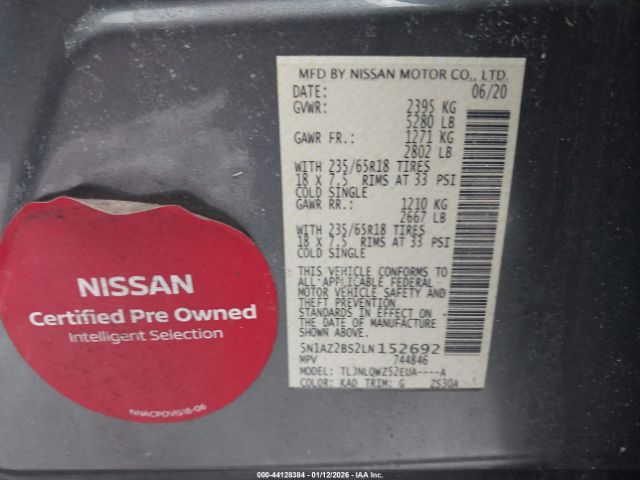 MFD BY NISSAN MOTOR CO., LTD.
DATE: 06/20
GVWR: 2395 KG
5280 LB
GAWR FR.: 1271 KG
2802 LB
WITH 235/65R18 TIRES
18 X 7.5 RIMS AT 33 PSI
COLD SINGLE
GAWR RR.: 1210 KG
2667 LB
WITH 235/65R18 TIRES
18 X 7.5 RIMS AT 33 PSI
COLD SINGLE
THIS VEHICLE CONFORMS TO
ALL APPLICABLE FEDERAL
MOTOR VEHICLE SAFETY AND
THEFT PREVENTION
STANDARDS IN EFFECT ON
THE DATE OF MANUFACTURE
SHOWN ABOVE.
5N1AZ2BS2LN152692
MPV 744846
MODEL: TLJNLQWZ52EUA----A
COLOR: KAD TRIM: G Z530A
NISSAN
Certified Pre Owned
Intelligent Selection
NNACPOVIG18-06
000-44128384 - 01/12/2026 - IAAI, Inc.